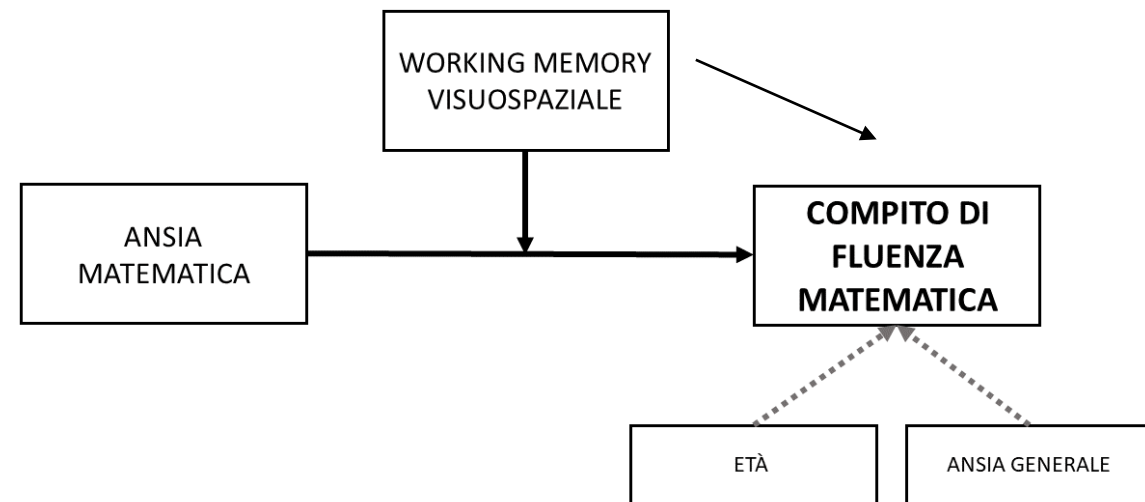 WORKING MEMORY
VISUOSPAZIALE
ANSIA
MATEMATICA
COMPITO DI
FLUENZA
MATEMATICA
ETÀ
ANSIA GENERALE